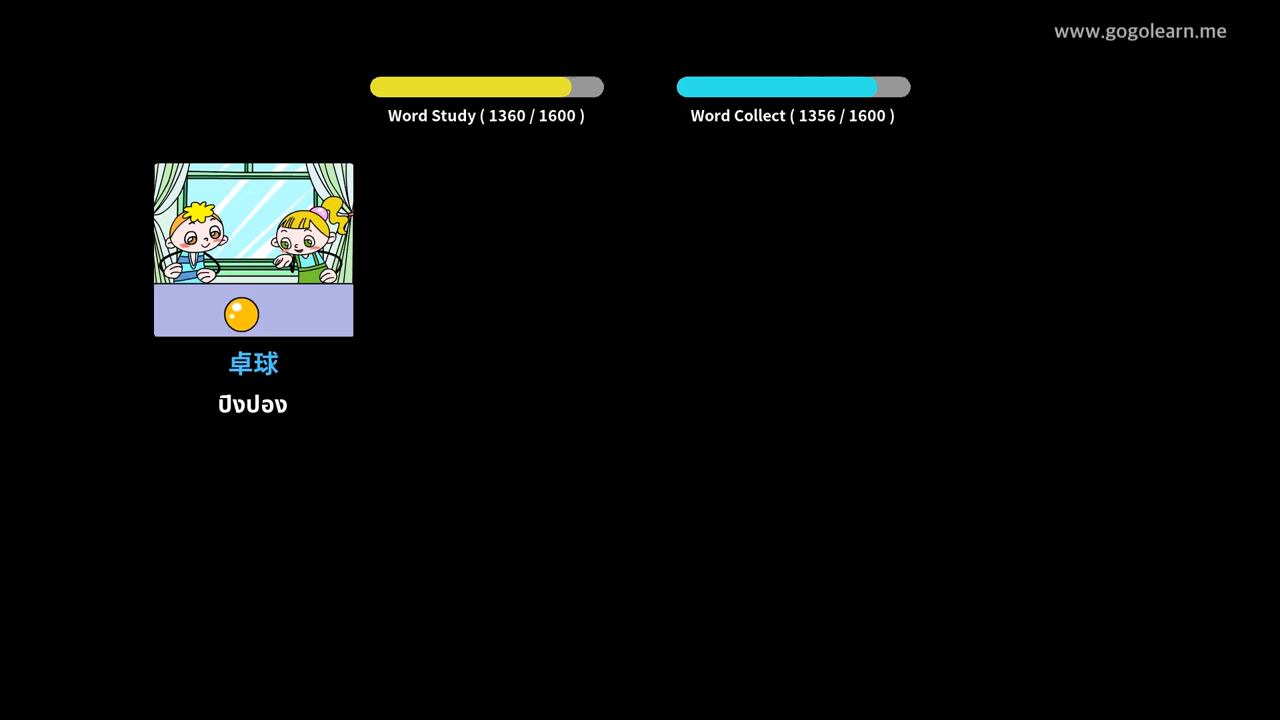 www.gogolearn.me
Word Study ( 1360 / 1600 )
Word Collect ( 1356 / 1600 )
卓球
ปิงปอง